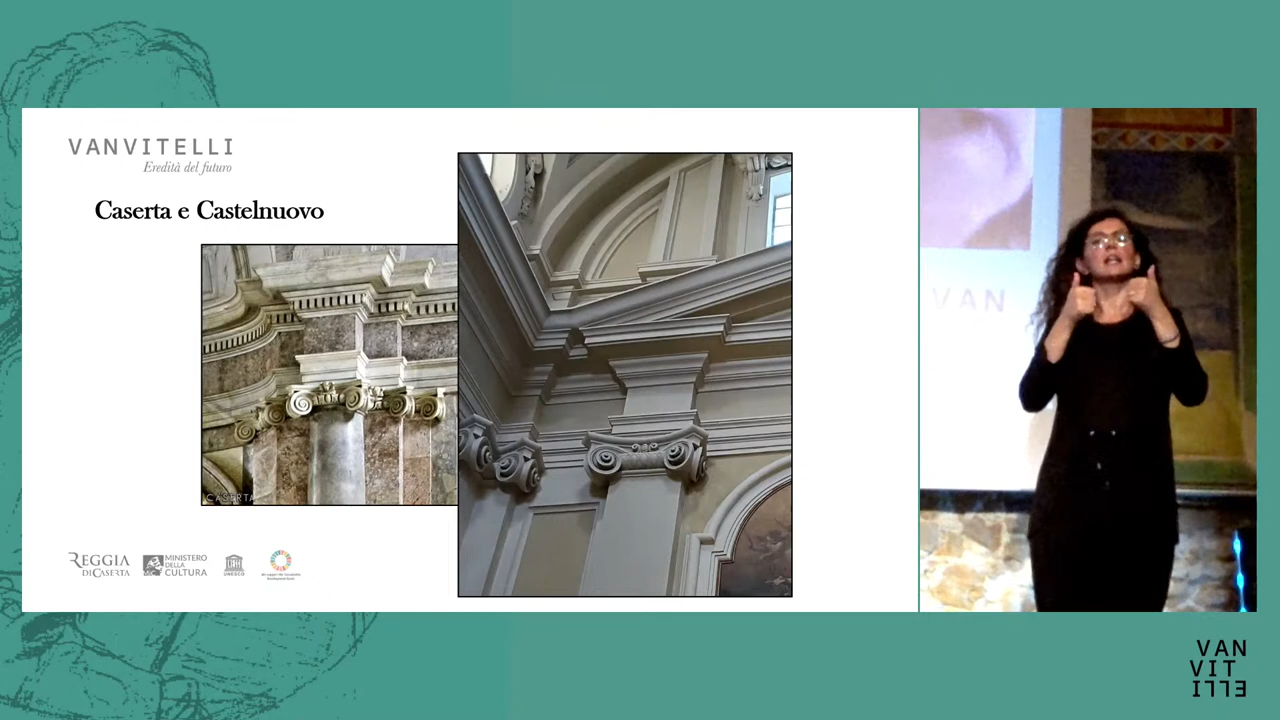 VANVITELLI
Eredità del futuro
Caserta e Castelnuovo
CASERTA
REGGIA
DI CASERTA
MINISTERO
DELLA
CULTURA
UNESCO
VAN
VAN
VIT
ELLI